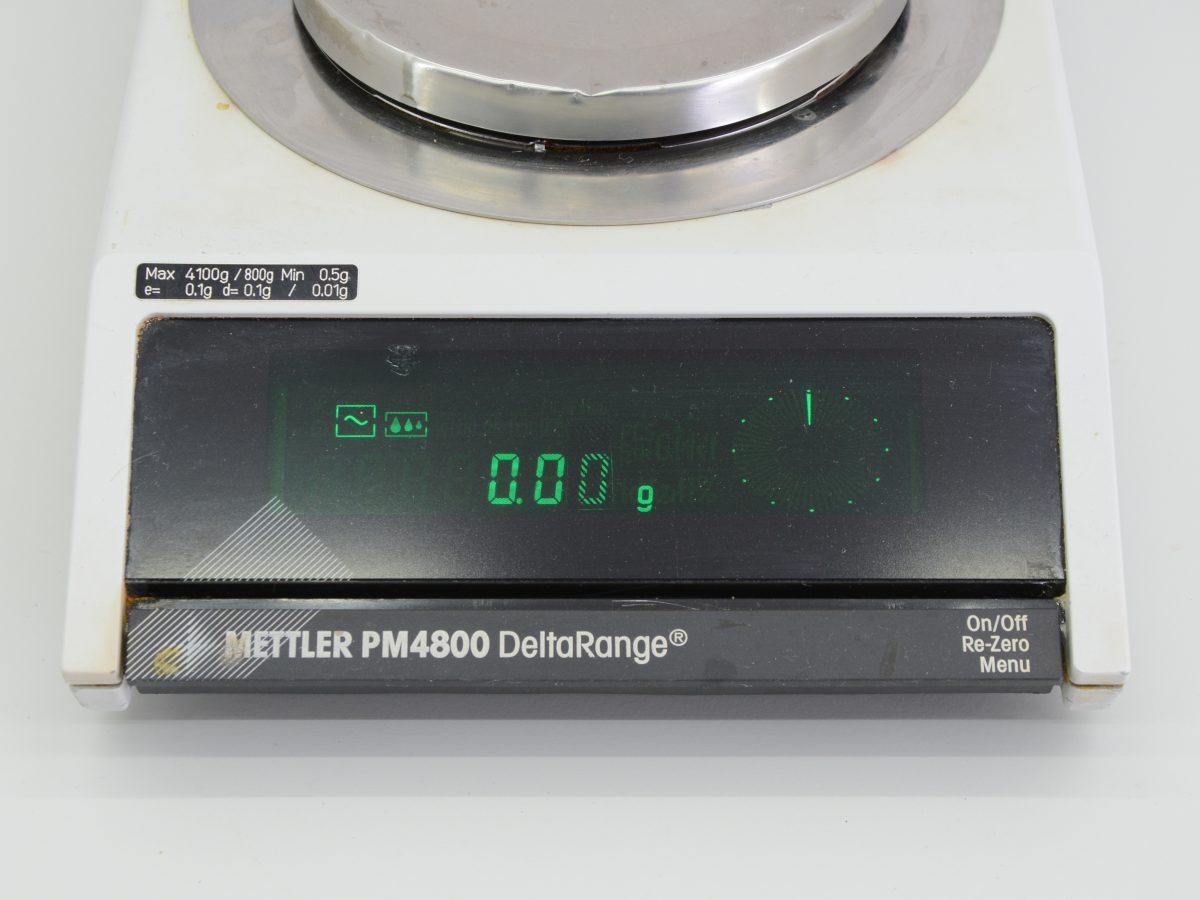 Max 4100g / 800g Min 0.5g
e= 0.1g d= 0.1g / 0.01g
0.00 g
METTLER PM4800 DeltaRange®
On/Off
Re-Zero
Menu